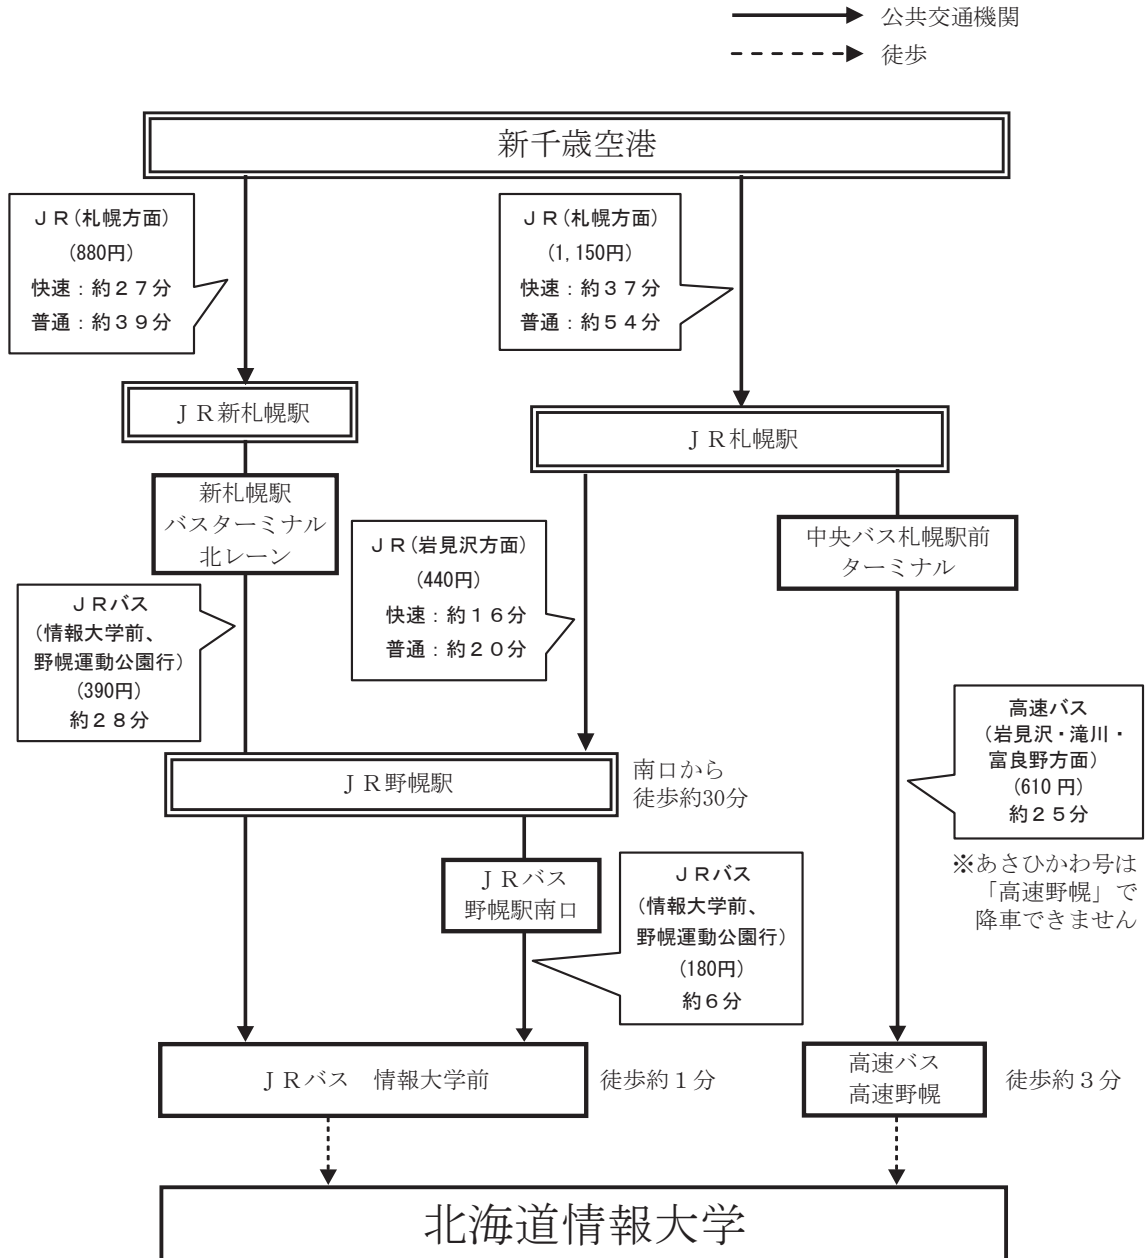 公共交通機関
徒歩
新千歳空港
ＪＲ(札幌方面)
(880円)
快速：約２７分
普通：約３９分
ＪＲ(札幌方面)
(1,150円)
快速：約３７分
普通：約５４分
ＪＲ新札幌駅
ＪＲ札幌駅
新札幌駅
バスターミナル
北レーン
ＪＲ(岩見沢方面)
(440円)
快速：約１６分
普通：約２０分
中央バス札幌駅前
ターミナル
ＪＲバス
(情報大学前、
野幌運動公園行)
(390円)
約２８分
高速バス
(岩見沢・滝川・
富良野方面)
(610 円)
約２５分
※あさひかわ号は
「高速野幌」で
降車できません
ＪＲ野幌駅
南口から
徒歩約30分
ＪＲバス
野幌駅南口
ＪＲバス
(情報大学前、
野幌運動公園行)
(180円)
約６分
ＪＲバス　情報大学前
徒歩約１分
高速バス
高速野幌
徒歩約３分
北海道情報大学